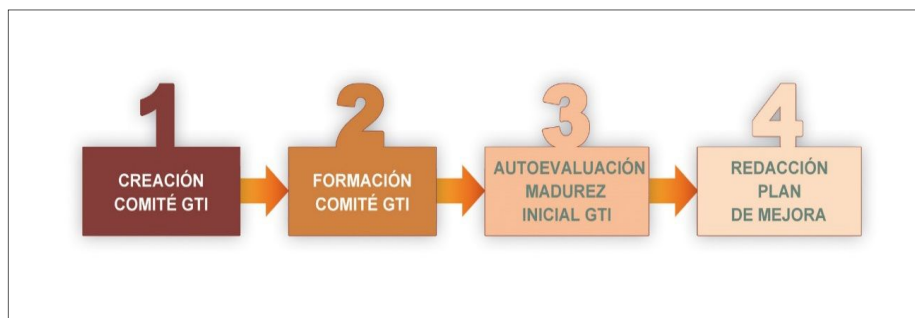 1
CREACIÓN
COMITÉ GTI
2
FORMACIÓN
COMITÉ GTI
3
AUTOEVALUACIÓN
MADUREZ
INICIAL GTI
4
REDACCIÓN
PLAN
DE MEJORA